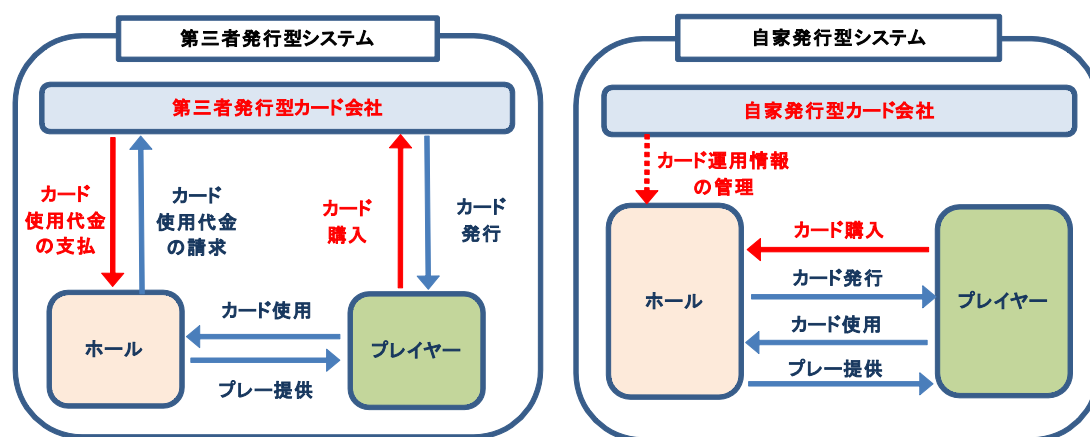 第三者発行型システム
第三者発行型カード会社
カード
使用代金
の支払
カード
使用代金
の請求
カード
購入
カード
発行
ホール
カード使用
プレー提供
プレイヤー
自家発行型システム
自家発行型カード会社
カード運用情報
の管理
ホール
カード購入
カード発行
カード使用
プレー提供
プレイヤー